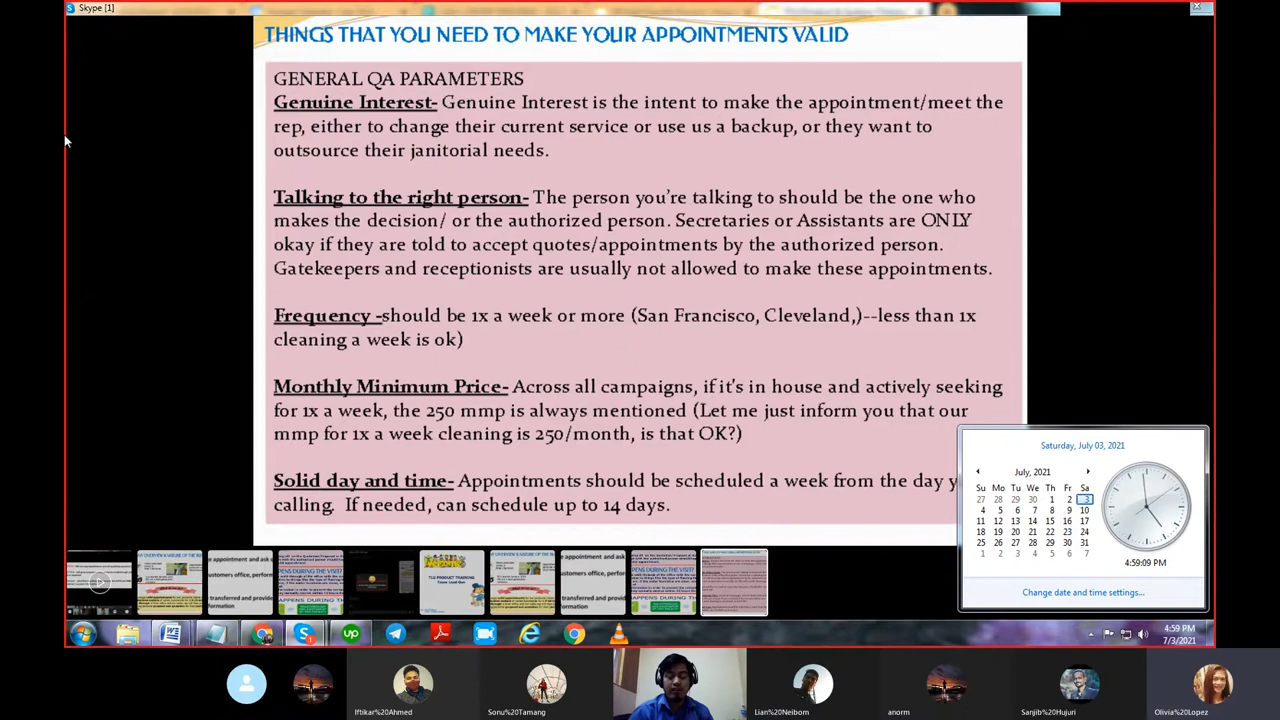 Skype [1]
THINGS THAT YOU NEED TO MAKE YOUR APPOINTMENTS VALID
GENERAL QA PARAMETERS
Genuine Interest- Genuine Interest is the intent to make the appointment/meet the
rep, either to change their current service or use us a backup, or they want to
outsource their janitorial needs.
Talking to the right person- The person you're talking to should be the one who
makes the decision/ or the authorized person. Secretaries or Assistants are ONLY
okay if they are told to accept quotes/appointments by the authorized person.
Gatekeepers and receptionists are usually not allowed to make these appointments.
Frequency -should be 1x a week or more (San Francisco, Cleveland,)--less than 1x
cleaning a week is ok)
Monthly Minimum Price- Across all campaigns, if it's in house and actively seeking
for 1x a week, the 250 mmp is always mentioned (Let me just inform you that our
mmp for 1x a week cleaning is 250/month, is that OK?)
Solid day and time- Appointments should be scheduled a week from the day y
calling. If needed, can schedule up to 14 days.
Saturday, July 03, 2021
July, 2021
Su Mo Tu We Th Fr Sa
27 28 29 30 1 2 3
4 5 6 7 8 9 10
11 12 13 14 15 16 17
18 19 20 21 22 23 24
25 26 27 28 29 30 31
1 2 3 4 5 6 7
4:59:09 PM
Change date and time settings...
4:59 PM
7/3/2021
Iftikar%20Ahmed
Sonu%20Tamang
Lian%20Neibom
anorm
Sanjib%20Hujuri
Olivia%20Lopez